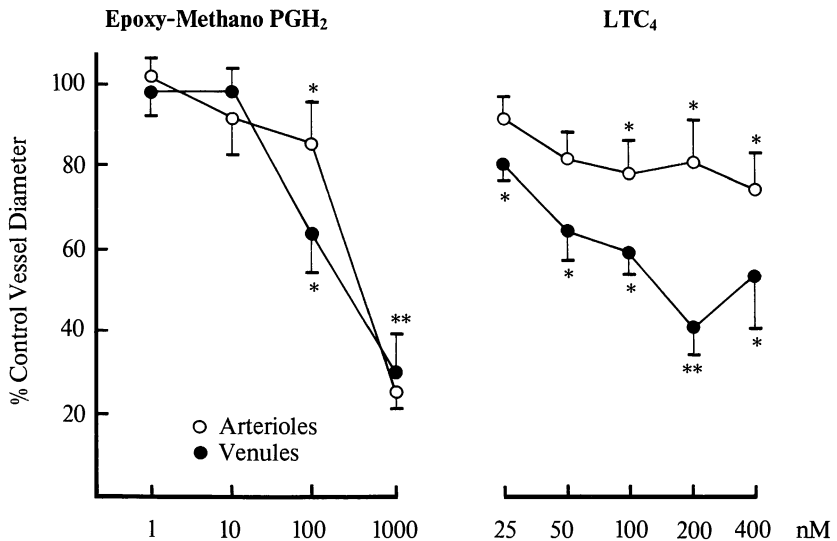 Epoxy-Methano PGH₂
LTC₄
% Control Vessel Diameter
100
80
60
40
20
*
*
**
*
*
*
*
*
*
**
*
Arterioles
Venules
1 10 100 1000
25 50 100 200 400 nM